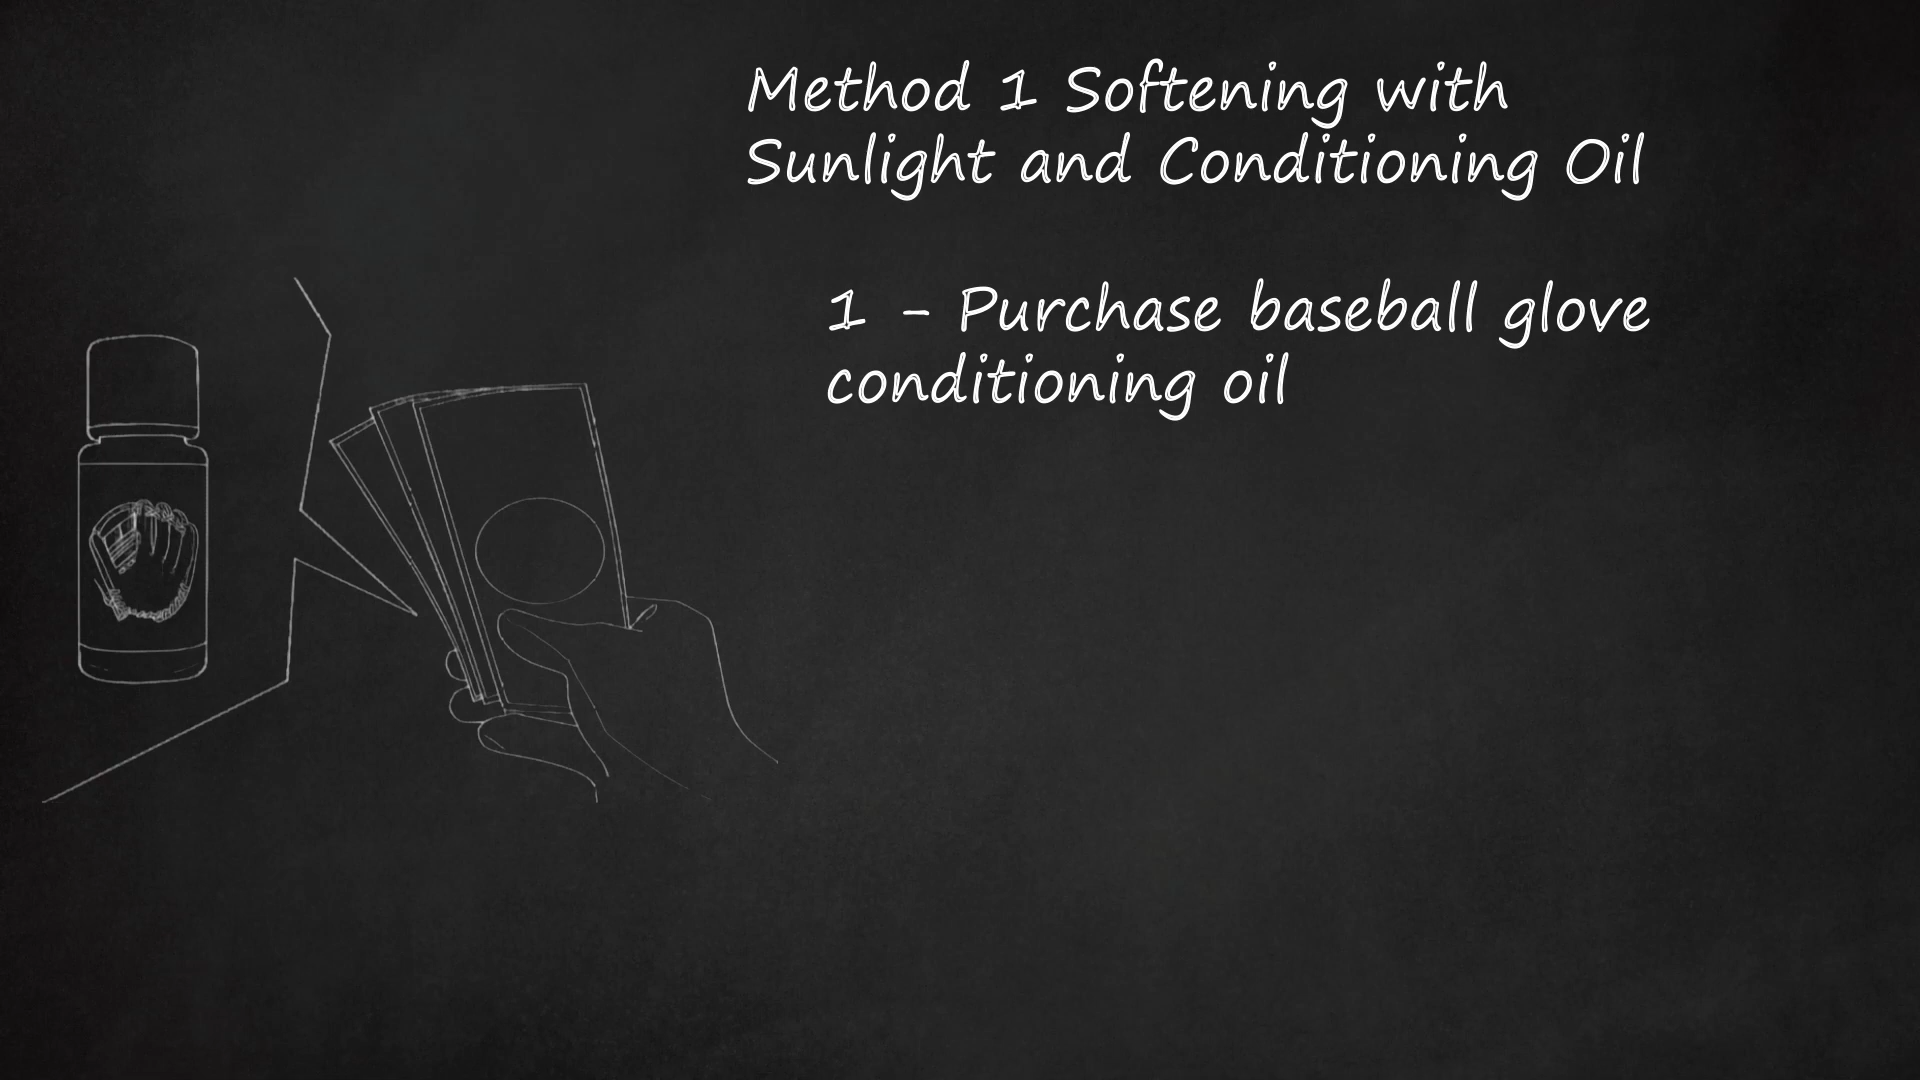 Method 1 Softening with
Sunlight and Conditioning Oil
1 - Purchase baseball glove
conditioning oil